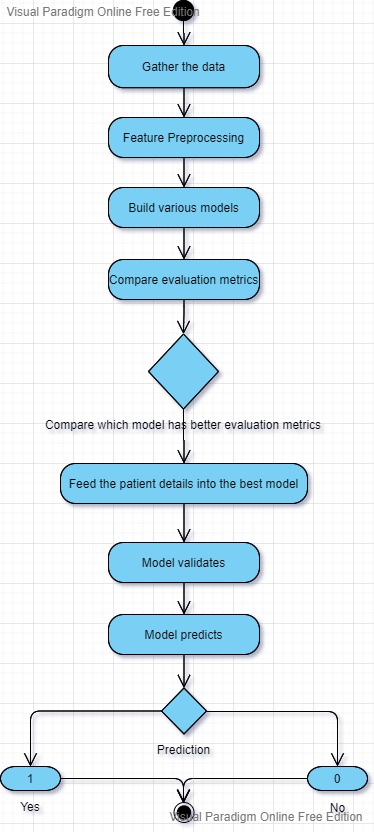 Visual Paradigm Online Free Edition
Gather the data
Feature Preprocessing
Build various models
Compare evaluation metrics
Compare which model has better evaluation metrics
Feed the patient details into the best model
Model validates
Model predicts
Prediction
1
0
Yes
No
Visual Paradigm Online Free Edition